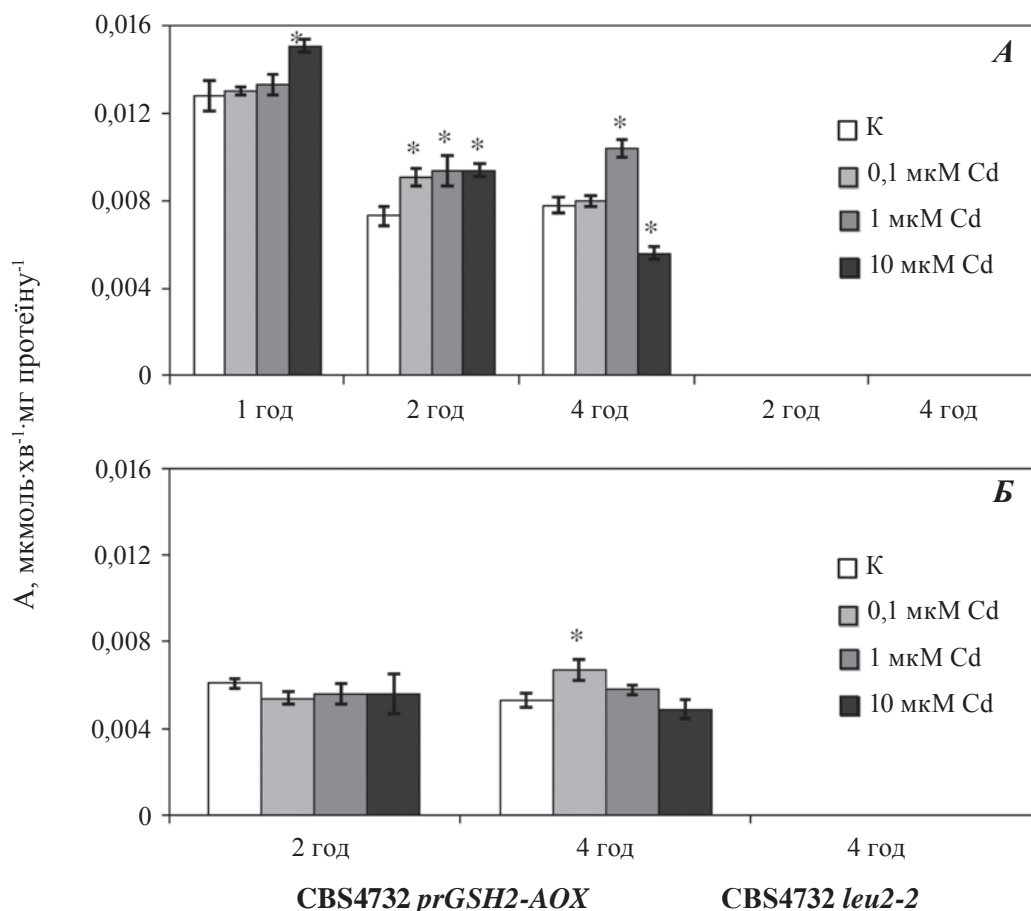 А, мкмоль·хв-1·мг протеїну-1
0,016
0,012
0,008
0,004
0
*
* * *
*
*
А
К
0,1 мкМ Cd
1 мкМ Cd
10 мкМ Cd
1 год 2 год 4 год 2 год 4 год
0,016
0,012
0,008
0,004
0
*
Б
К
0,1 мкМ Cd
1 мкМ Cd
10 мкМ Cd
2 год 4 год 4 год
CBS4732 prGSH2-AOX CBS4732 leu2-2